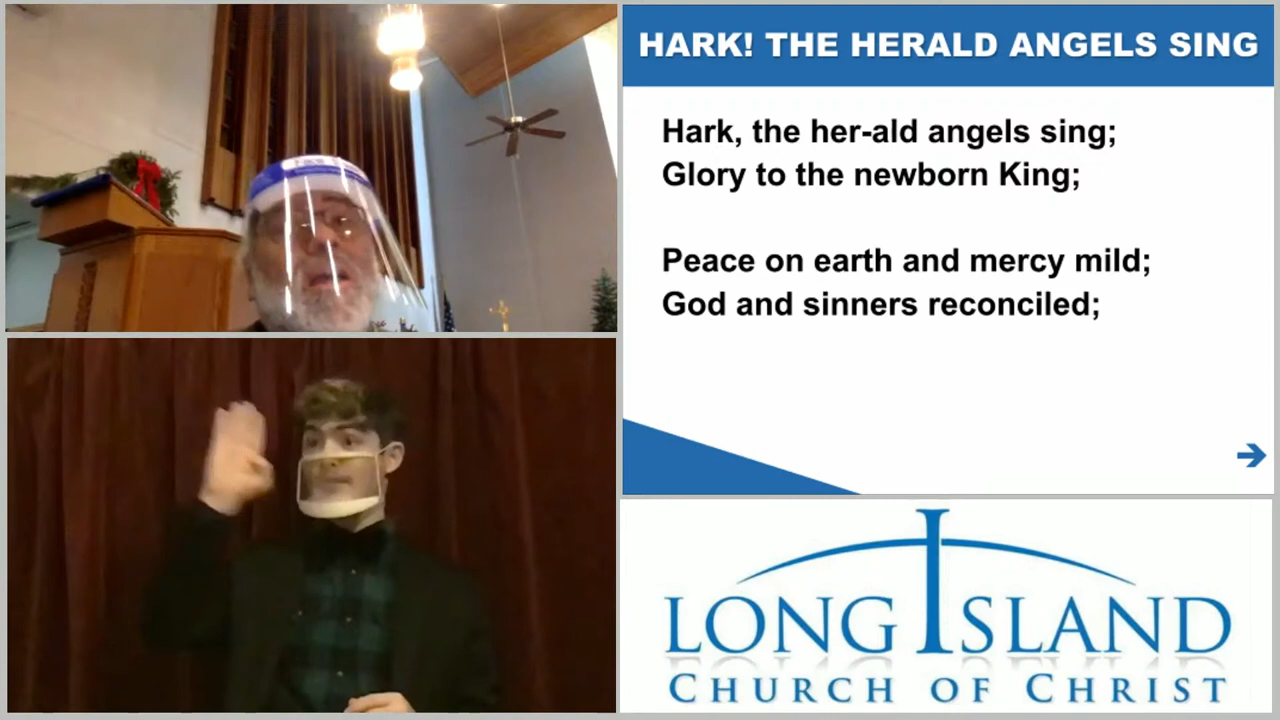 HARK! THE HERALD ANGELS SING
Hark, the her-ald angels sing;
Glory to the newborn King;
Peace on earth and mercy mild;
God and sinners reconciled;
LONG ISLAND
CHURCH OF CHRIST